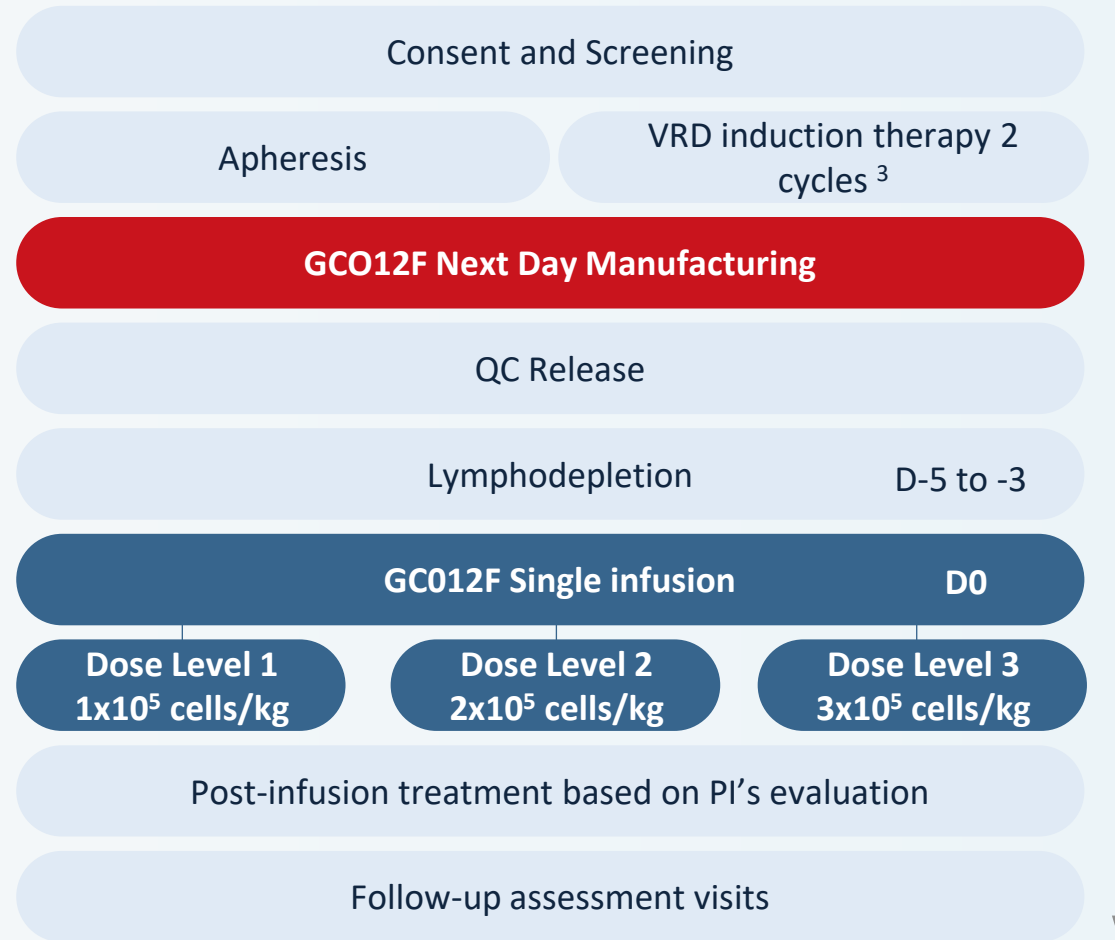 Consent and Screening
Apheresis
VRD induction therapy 2
cycles ³
GCO12F Next Day Manufacturing
QC Release
Lymphodepletion D-5 to -3
GC012F Single infusion D0
Dose Level 1
1x10⁵ cells/kg
Dose Level 2
2x10⁵ cells/kg
Dose Level 3
3x10⁵ cells/kg
Post-infusion treatment based on PI’s evaluation
Follow-up assessment visits